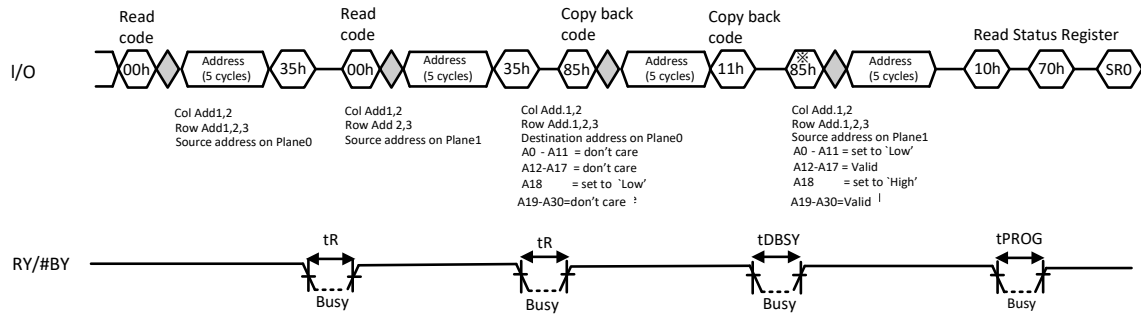 Read code
Read code
Copy back code
Copy back code
Read Status Register
I/O
00h
Address (5 cycles)
35h
00h
Address (5 cycles)
35h
85h
Address (5 cycles)
11h
※
85h
Address (5 cycles)
10h
70h
SR0
Col Add1,2
Row Add1,2,3
Source address on Plane0
Col Add1,2
Row Add 2,3
Source address on Plane1
Col Add.1,2
Row Add.1,2,3
Destination address on Plane0
A0 - A11 = don't care
A12-A17 = don't care
A18 = set to `Low'
A19-A30=don't care
Col Add.1,2
Row Add.1,2,3
Source address on Plane1
A0 - A11 = set to `Low'
A12-A17 = Valid
A18 = set to `High'
A19-A30=Valid
RY/#BY
tR
Busy
tR
Busy
tDBSY
Busy
tPROG
Busy